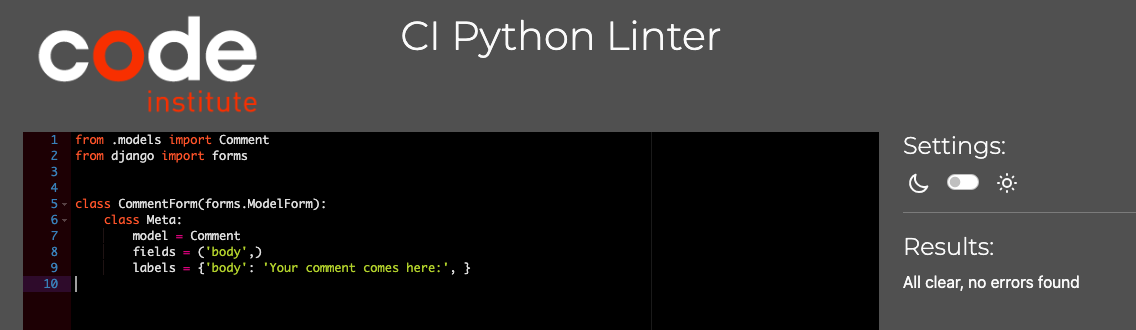 code
institute
CI Python Linter
1 from .models import Comment
2 from django import forms
3
4
5 class CommentForm(forms.ModelForm):
6     class Meta:
7         model = Comment
8         fields = ('body',)
9         labels = {'body': 'Your comment comes here:', }
10
Settings:
Results:
All clear, no errors found